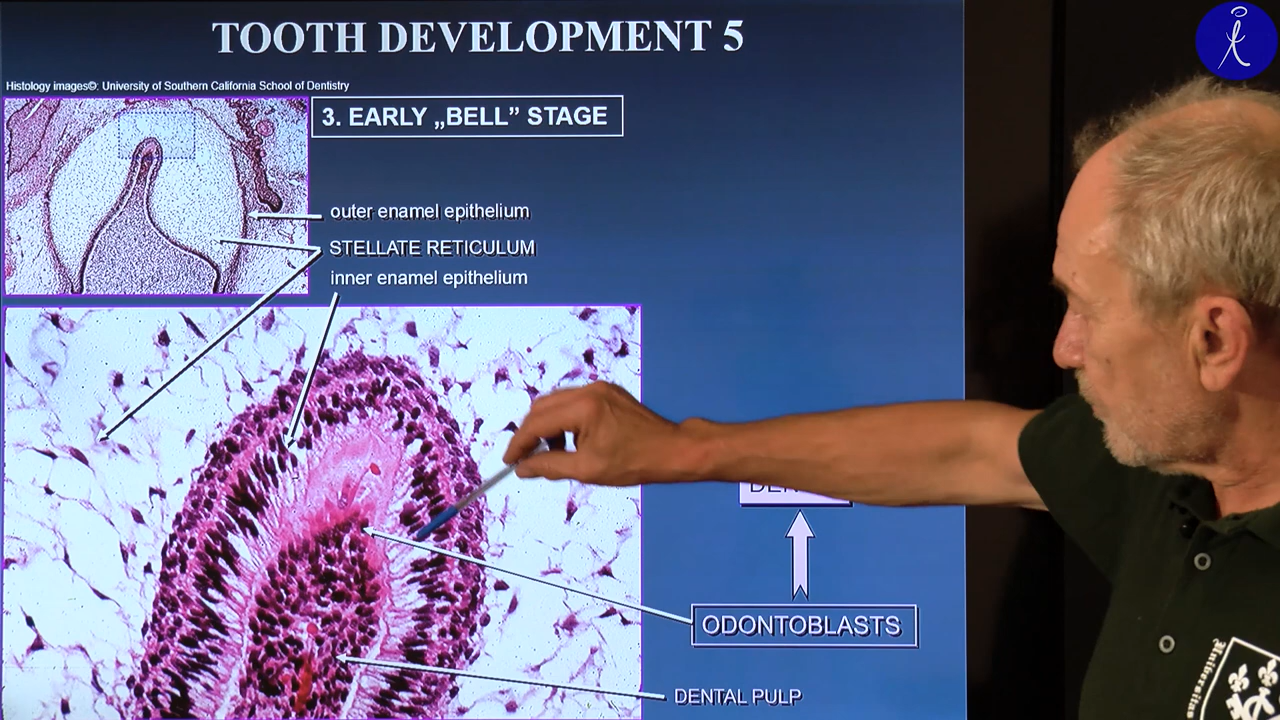 TOOTH DEVELOPMENT 5
Histology images©: University of Southern California School of Dentistry
3. EARLY „BELL” STAGE
outer enamel epithelium
STELLATE RETICULUM
inner enamel epithelium
ODONTOBLASTS
DENTAL PULP
Universitas